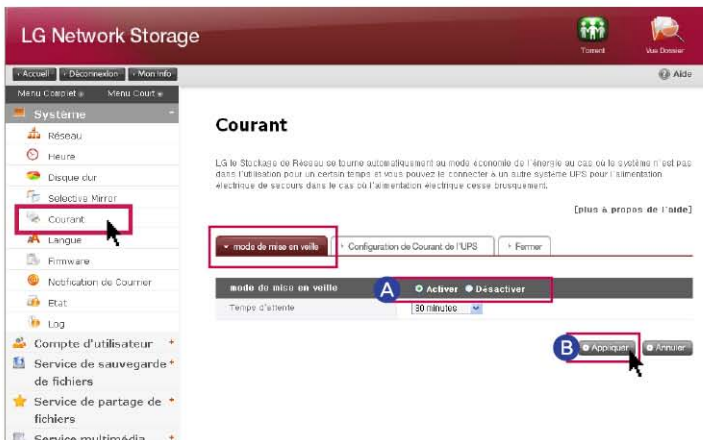 LG Network Storage
Torrent
Vue Dossier
Accueil
Déconnexion
Mon Info
Aide
Menu Complet
Menu Court
Système
Réseau
Heure
Disque dur
Selective Mirror
Courant
Langue
Firmware
Notification de Courrier
Etat
Log
Compte d'utilisateur
Service de sauvegarde de fichiers
Service de partage de fichiers
Service multimédia
Courant
LG le Stockage de Réseau se tourne automatiquement au mode économie de l'énergie au cas où le système n'est pas
dans l'utilisation pour un certain temps et vous pouvez le connecter à un autre système UPS pour l'alimentation
électrique de secours dans le cas où l'alimentation électrique cesse brusquement.
[plus à propos de l'aide]
mode de mise en veille
Configuration de Courant de l'UPS
Fermer
mode de mise en veille
A
Activer
Désactiver
Temps d'attente
30 minutes
B
Appliquer
Annuler